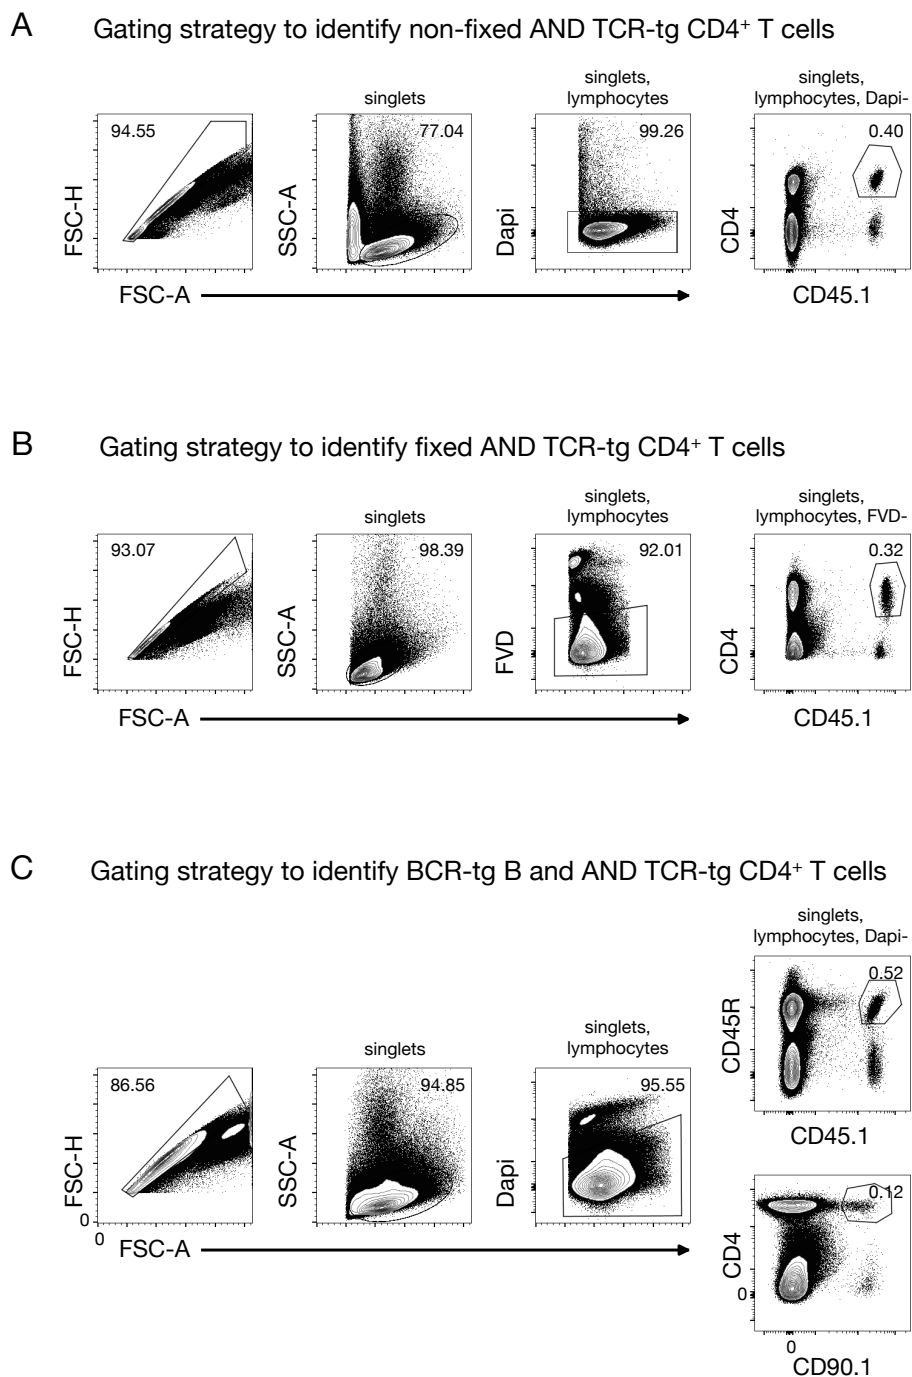 A Gating strategy to identify non-fixed AND TCR-tg CD4⁺ T cells
singlets
singlets,
lymphocytes
singlets,
lymphocytes, Dapi-
94.55
77.04
99.26
0.40
FSC-H
SSC-A
Dapi
CD4
FSC-A
CD45.1
B Gating strategy to identify fixed AND TCR-tg CD4⁺ T cells
singlets
singlets,
lymphocytes
singlets,
lymphocytes, FVD-
93.07
98.39
92.01
0.32
FSC-H
SSC-A
FVD
CD4
FSC-A
CD45.1
C Gating strategy to identify BCR-tg B and AND TCR-tg CD4⁺ T cells
singlets,
lymphocytes, Dapi-
0.52
CD45R
CD45.1
singlets
singlets,
lymphocytes
86.56
94.85
95.55
FSC-H
SSC-A
Dapi
0
0
FSC-A
0.12
CD4
0
0
CD90.1